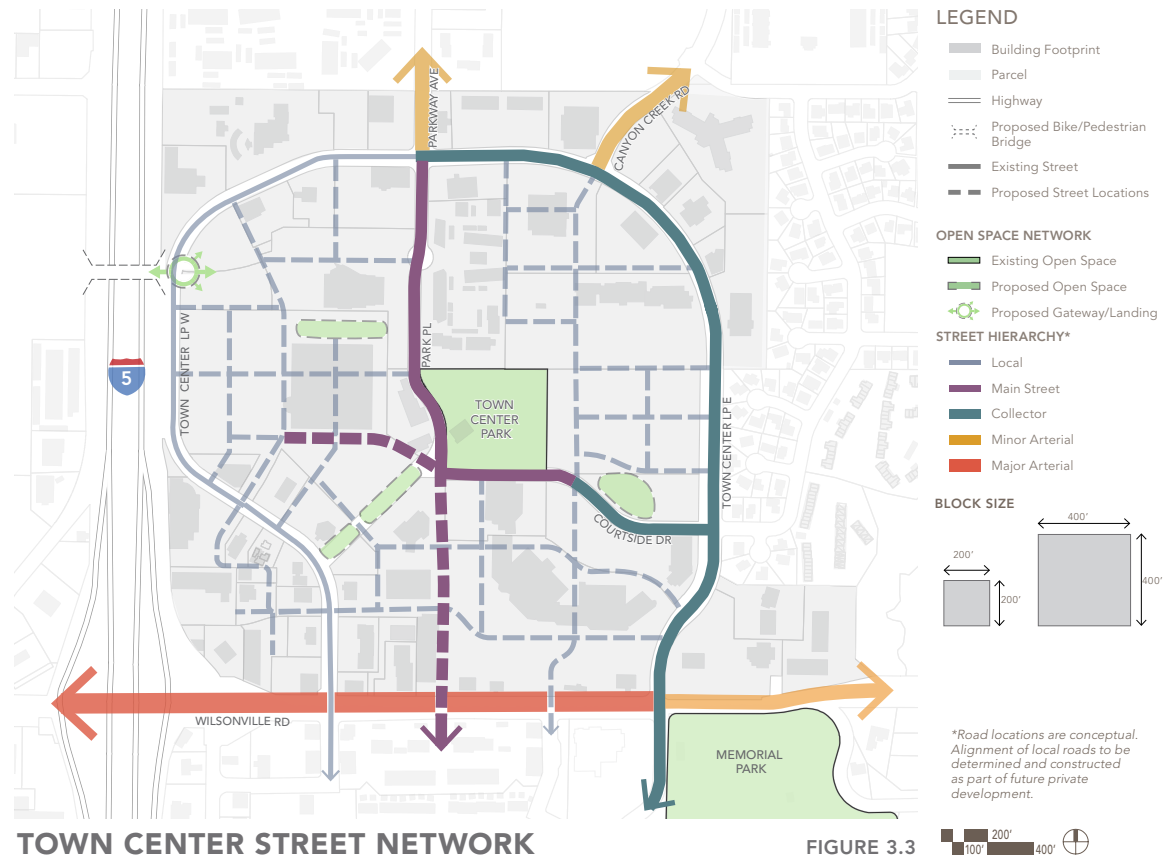 PARKWAY AVE
CANYON CREEK RD
TOWN CENTER LP W
PARK PL
5
TOWN
CENTER
PARK
TOWN CENTER LP E
COURTSIDE DR
WILSONVILLE RD
MEMORIAL
PARK
LEGEND
Building Footprint
Parcel
Highway
Proposed Bike/Pedestrian
Bridge
Existing Street
Proposed Street Locations
OPEN SPACE NETWORK
Existing Open Space
Proposed Open Space
Proposed Gateway/Landing
STREET HIERARCHY*
Local
Main Street
Collector
Minor Arterial
Major Arterial
BLOCK SIZE
400'
200'
200'
400'
*Road locations are conceptual.
Alignment of local roads to be
determined and constructed
as part of future private
development.
TOWN CENTER STREET NETWORK
FIGURE 3.3
200'
100'
400'